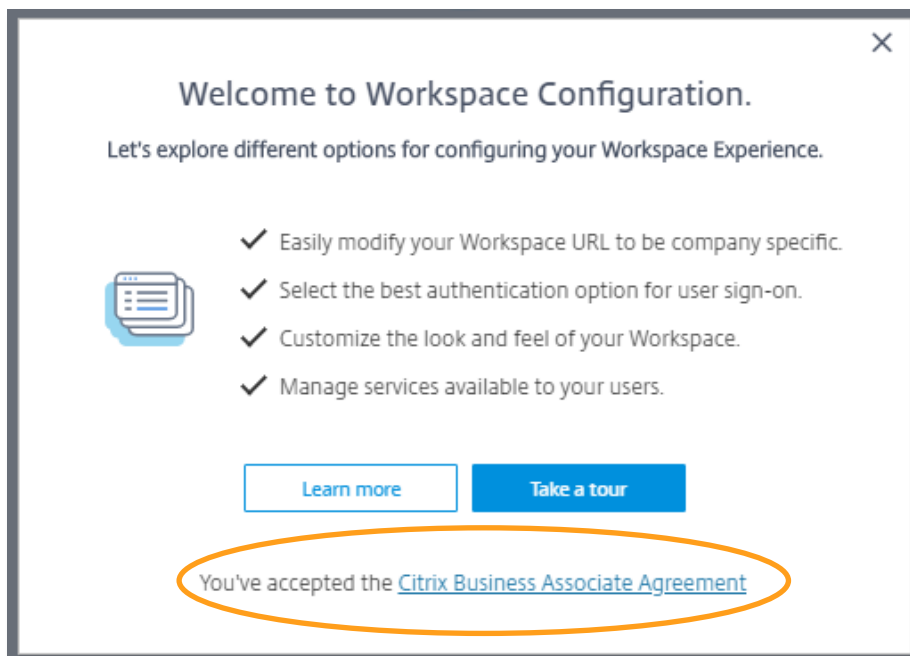 Welcome to Workspace Configuration.
Let's explore different options for configuring your Workspace Experience.
Easily modify your Workspace URL to be company specific.
Select the best authentication option for user sign-on.
Customize the look and feel of your Workspace.
Manage services available to your users.
Learn more
Take a tour
You've accepted the Citrix Business Associate Agreement